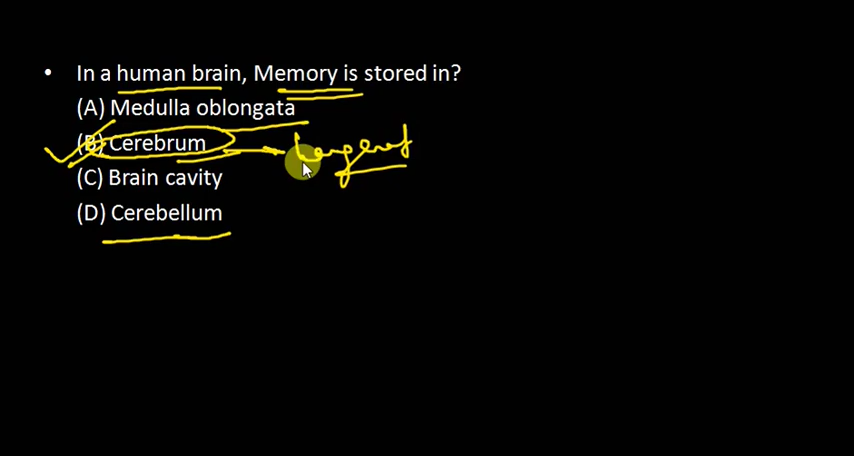 • In a human brain, Memory is stored in?
(A) Medulla oblongata
(B) Cerebrum
largest
(C) Brain cavity
(D) Cerebellum